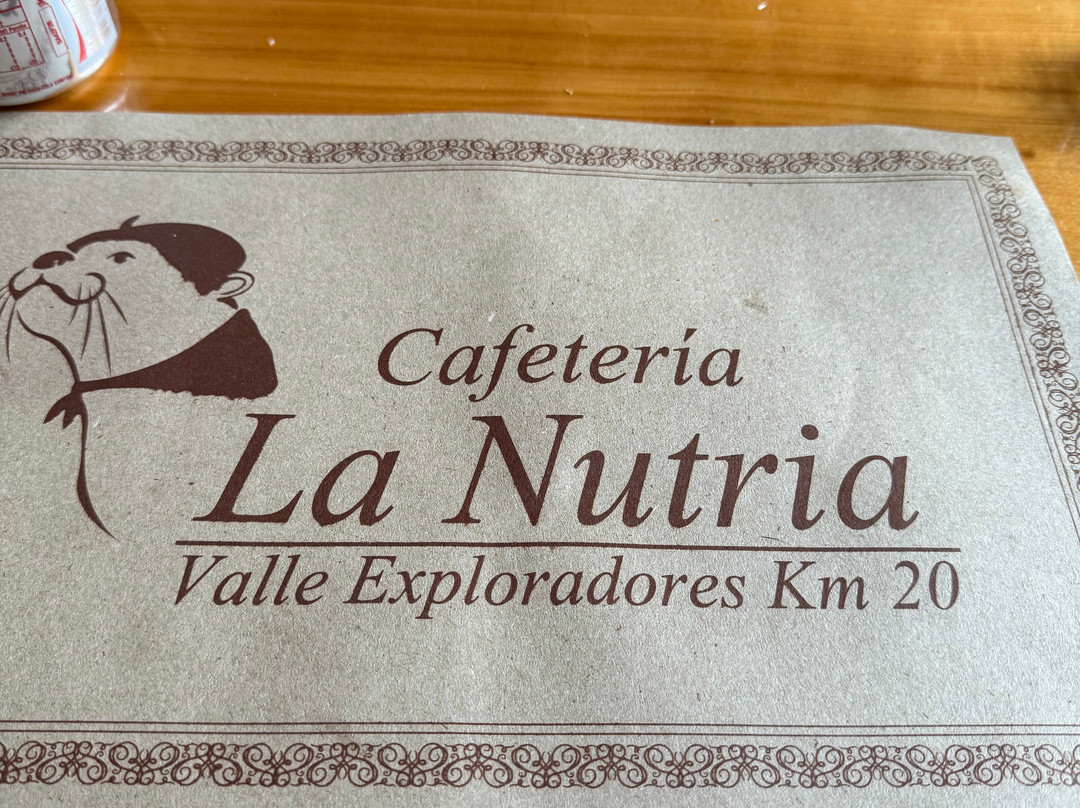 Cafetería
La Nutria
Valle Exploradores Km 20